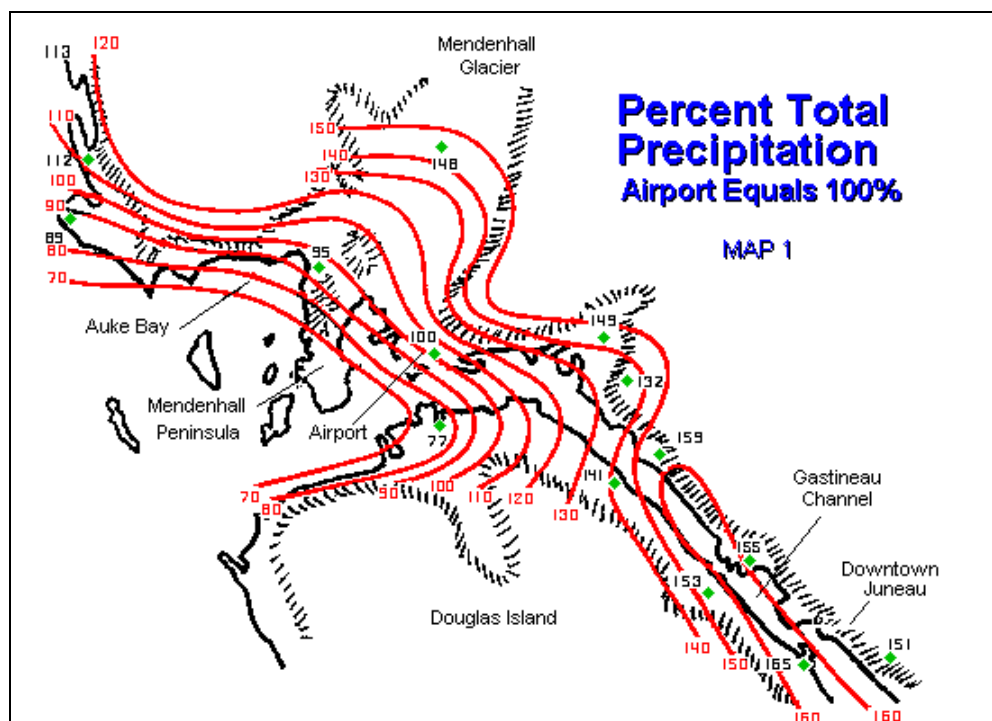 113
120
Mendenhall
Glacier
Percent Total
Precipitation
Airport Equals 100%
MAP 1
110
150
112
140
148
130
100
90
89
80
95
70
Auke Bay
100
149
132
Mendenhall
Peninsula
Airport
77
159
141
Gastineau
Channel
70
80
90
100
110
120
130
155
Downtown
Juneau
153
Douglas Island
140
150
165
151
160
160